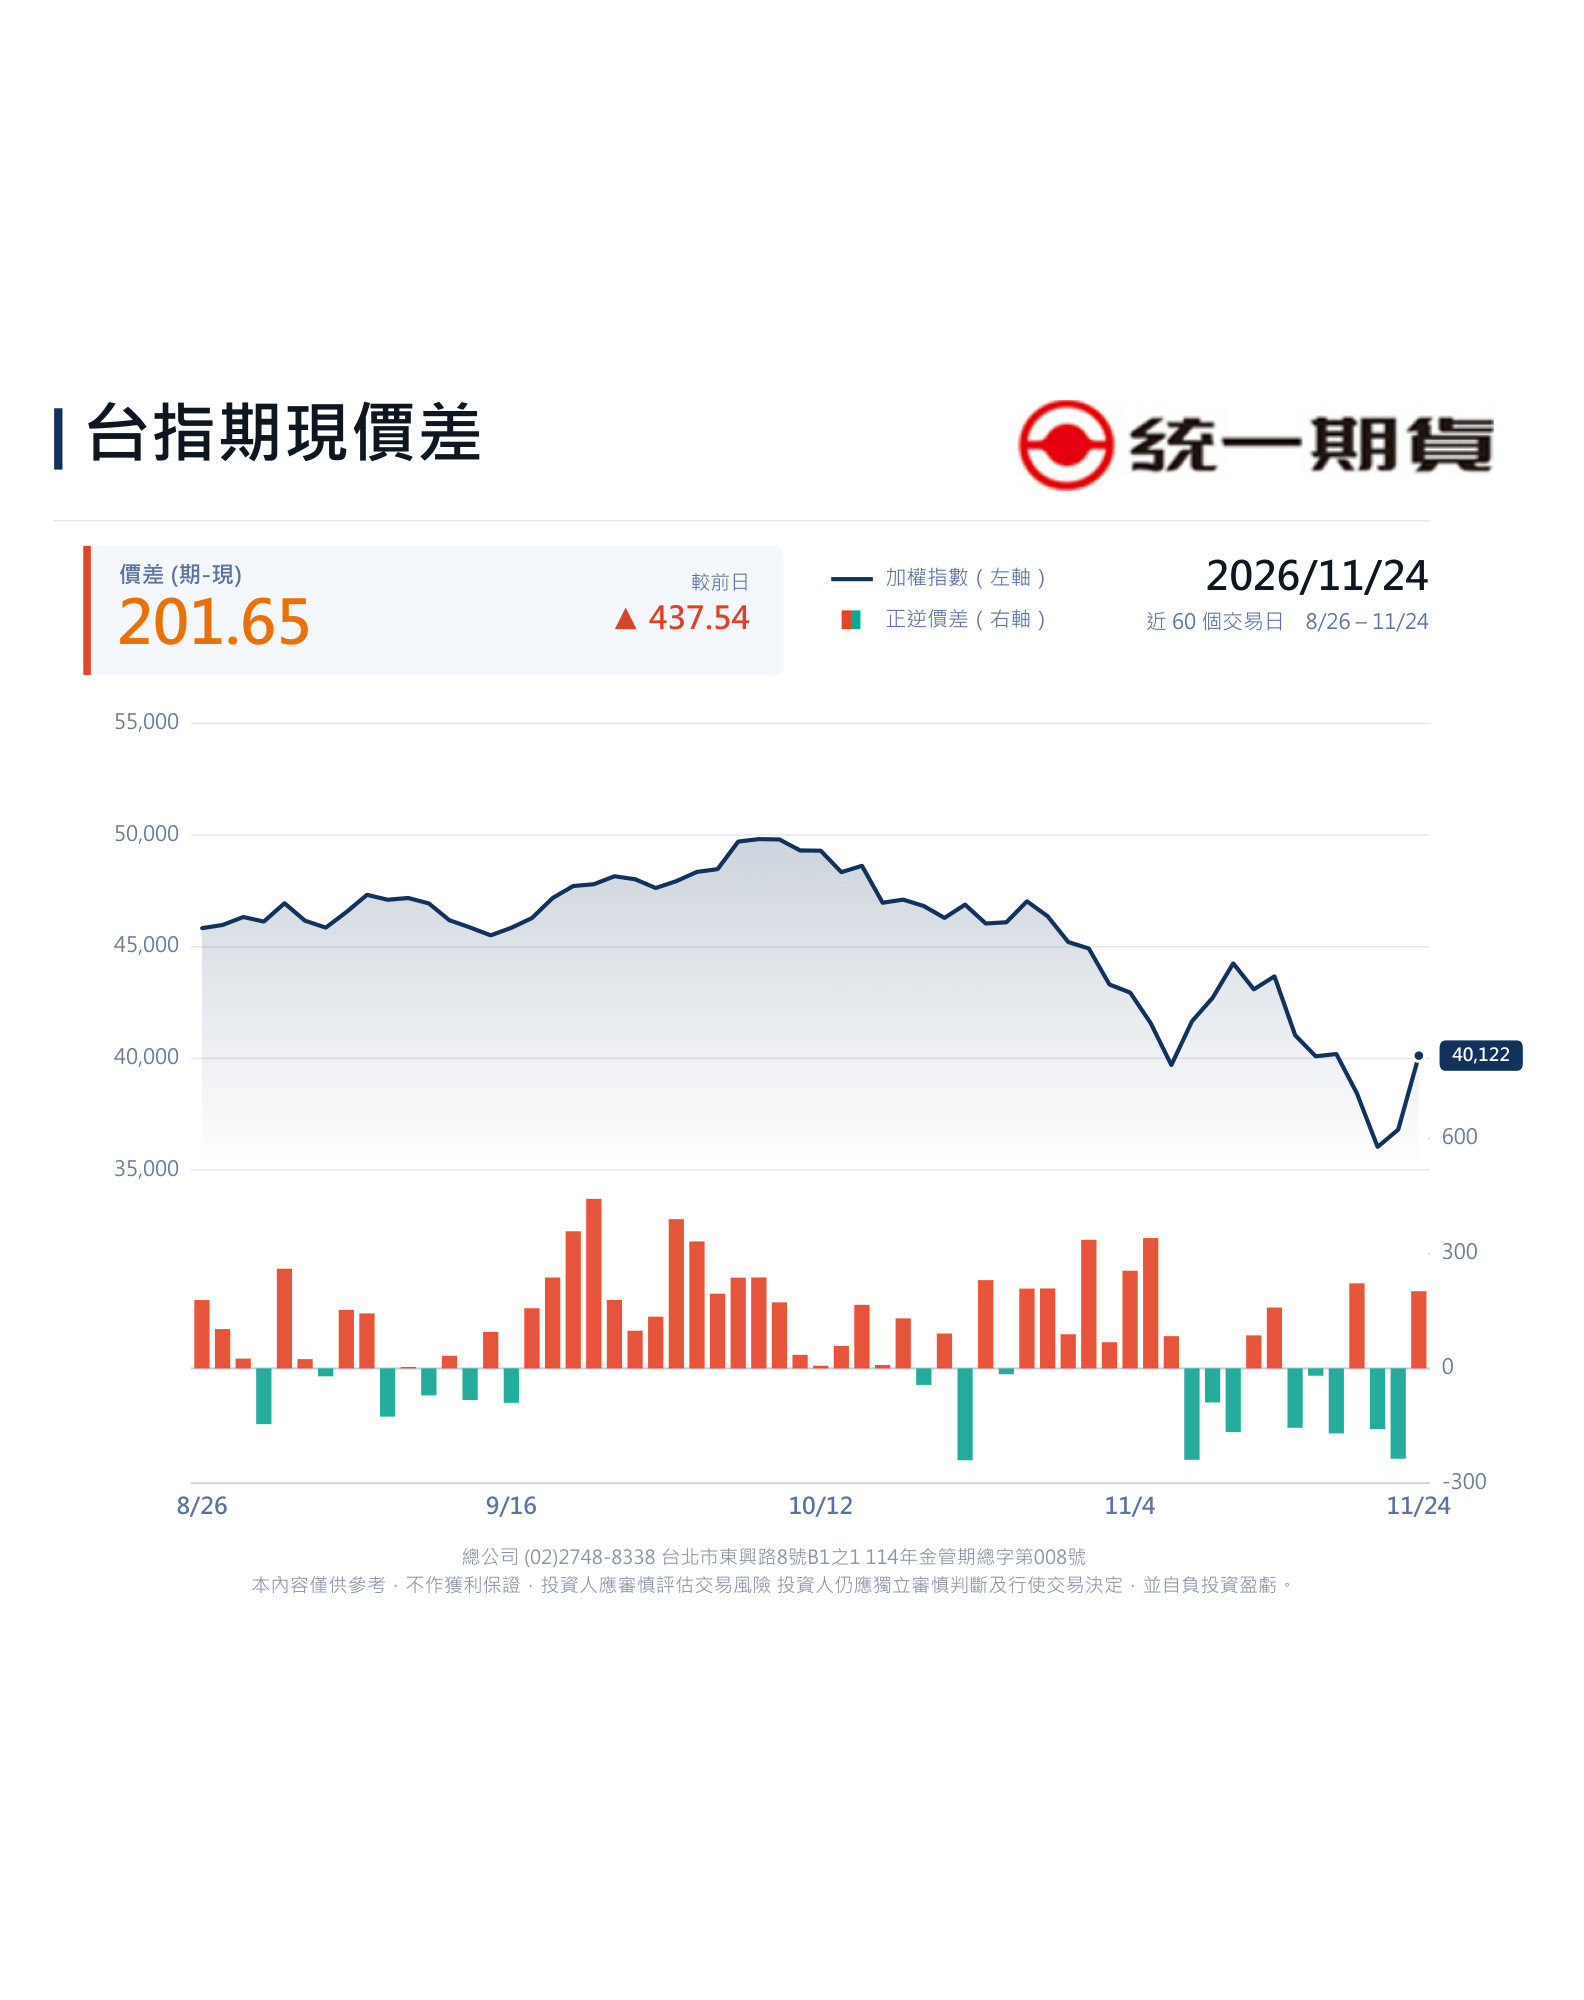 台指期現價差
統一期貨
價差 (期-現)
201.65
較前日
▲ 437.54
加權指數（左軸）
正逆價差（右軸）
2026/11/24
近 60 個交易日 8/26 – 11/24
55,000
50,000
45,000
40,000
35,000
40,122
600
300
0
-300
8/26 9/16 10/12 11/4 11/24
總公司 (02)2748-8338 台北市東興路8號B1之1 114年金管期總字第008號
本內容僅供參考，不作獲利保證，投資人應審慎評估交易風險 投資人仍應獨立審慎判斷及行使交易決定，並自負投資盈虧。